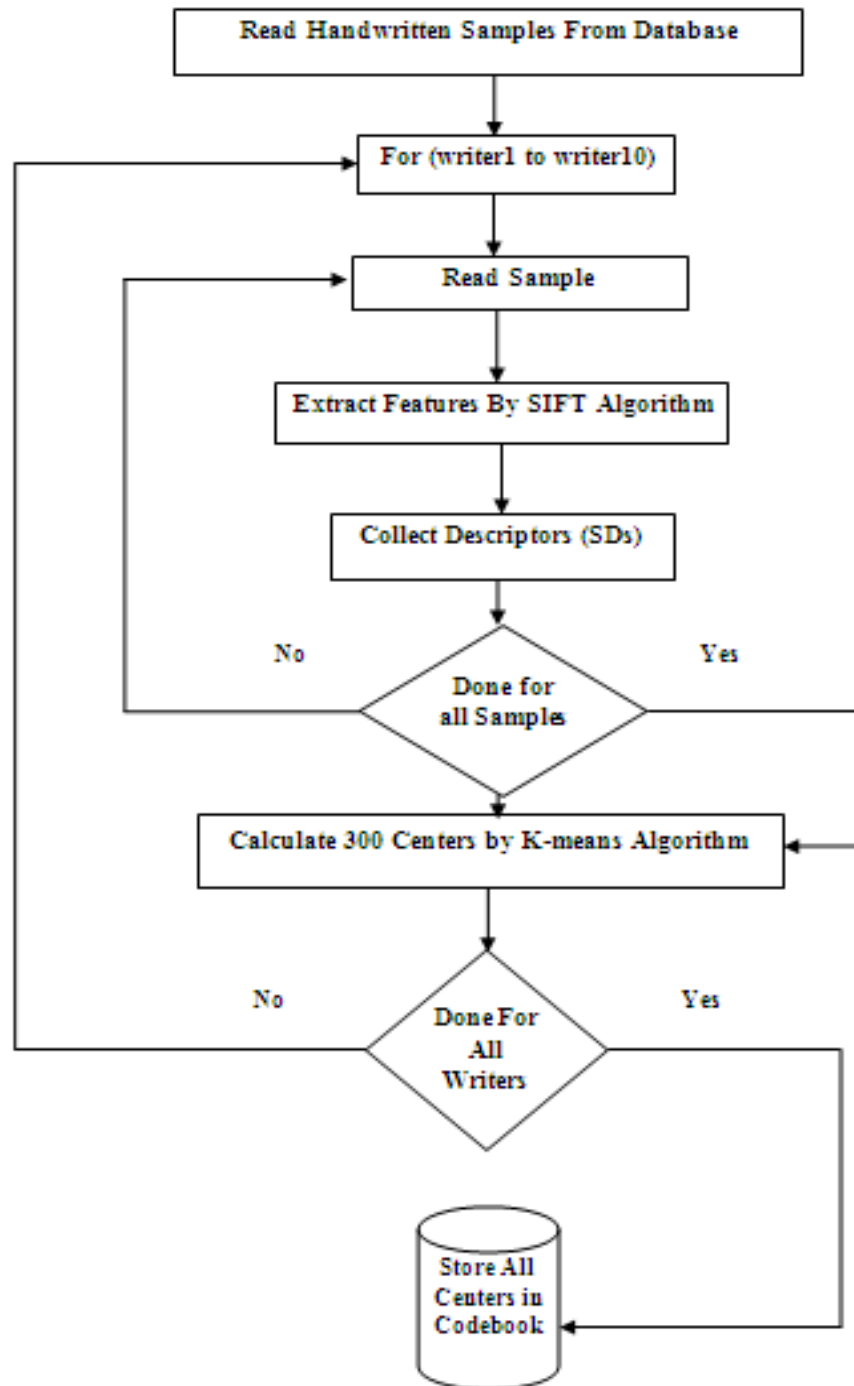 Read Handwritten Samples From Database
For (writer1 to writer10)
Read Sample
Extract Features By SIFT Algorithm
Collect Descriptors (SDs)
No
Yes
Done for
all Samples
Calculate 300 Centers by K-means Algorithm
No
Yes
Done For
All
Writers
Store All
Centers in
Codebook